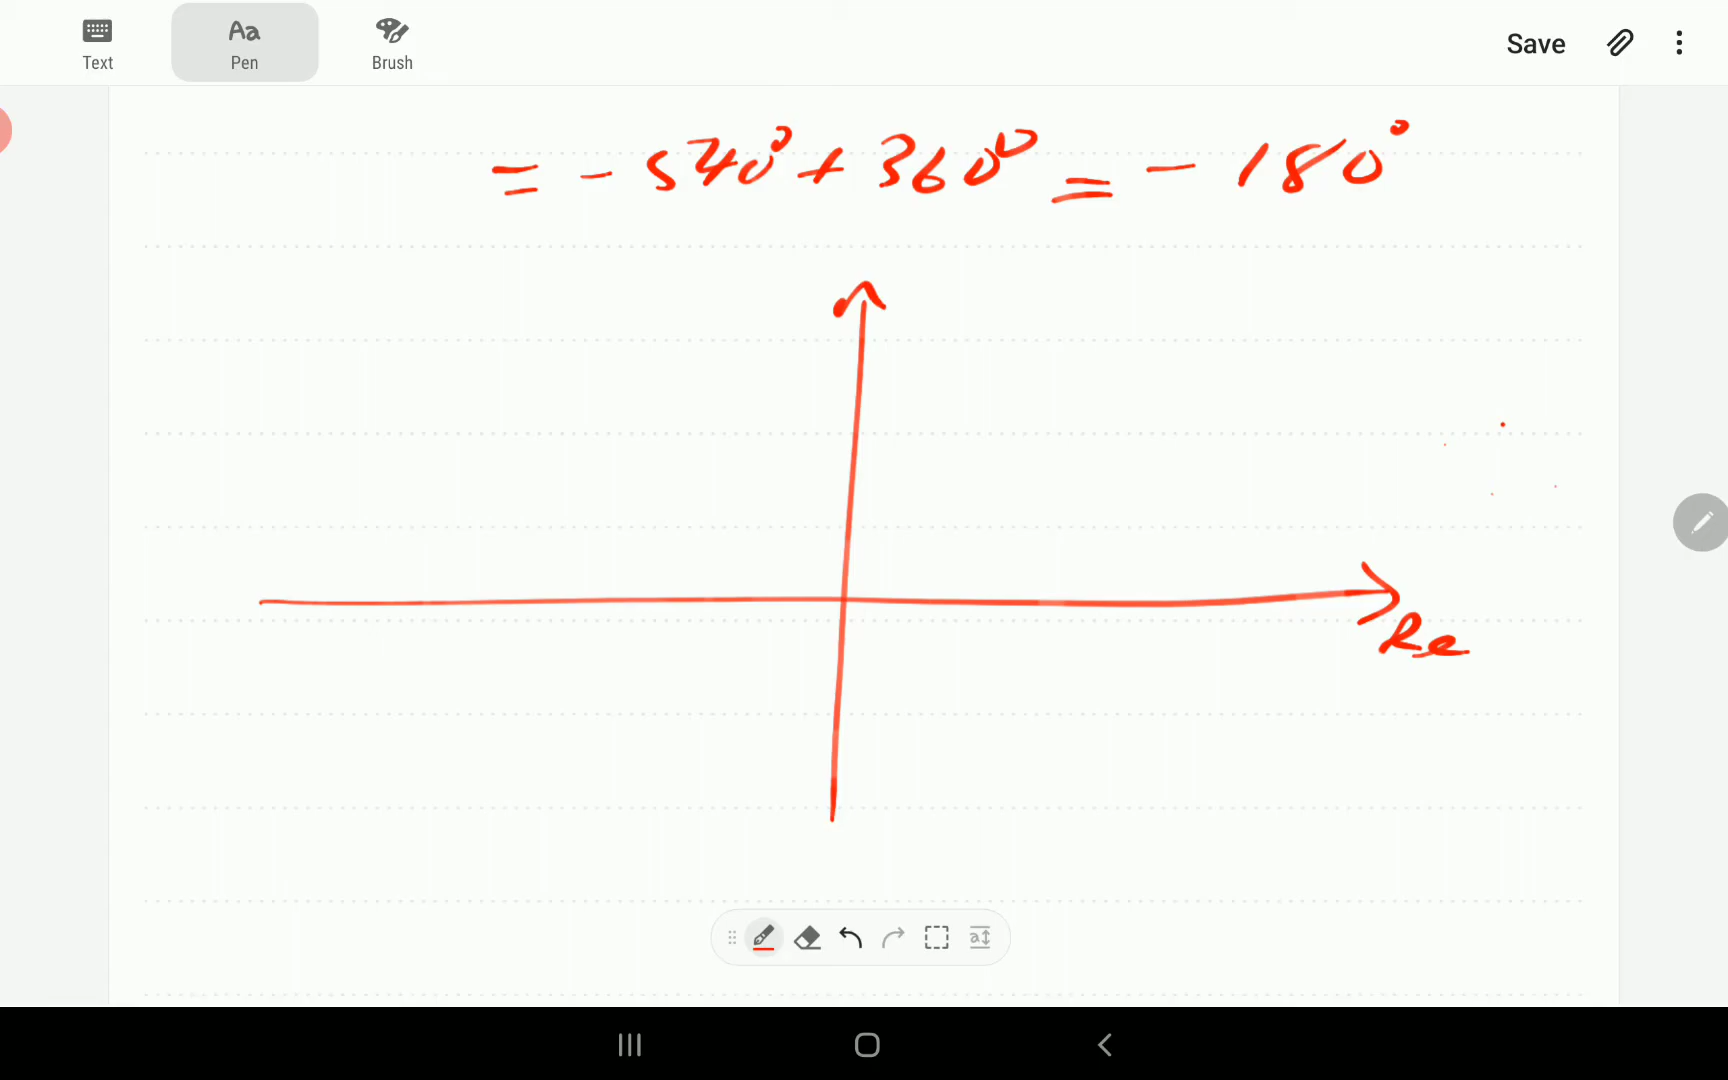 Text Pen Brush Save
= - 540° + 360° = - 180°
Re